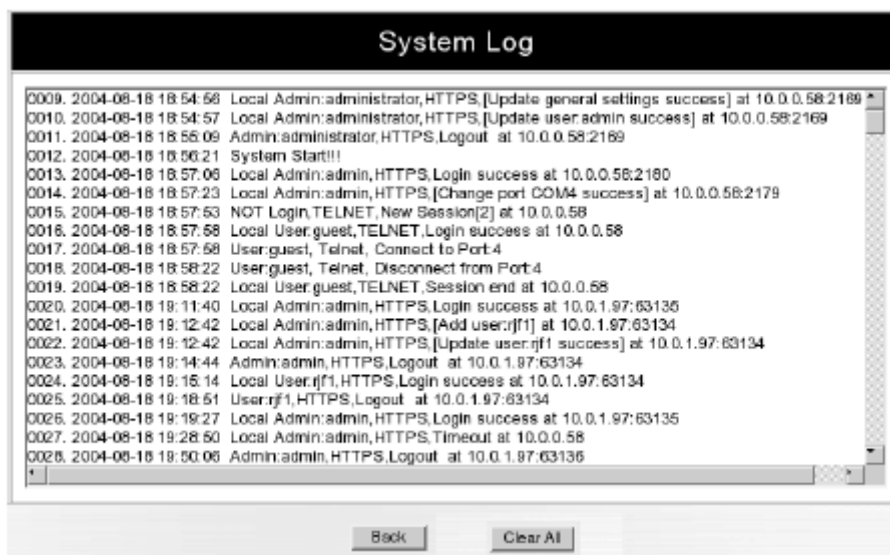 System Log
0009. 2004-08-18 18:54:56 Local Admin:administrator,HTTPS,[Update general settings success] at 10.0.0.58:2169
0010. 2004-08-18 18:54:57 Local Admin:administrator,HTTPS,[Update user:admin success] at 10.0.0.58:2169
0011. 2004-08-18 18:55:09 Admin:administrator,HTTPS,Logout at 10.0.0.58:2169
0012. 2004-08-18 18:56:21 System Start!!!
0013. 2004-08-18 18:57:06 Local Admin:admin,HTTPS,Login success at 10.0.0.58:2180
0014. 2004-08-18 18:57:23 Local Admin:admin,HTTPS,[Change port COM4 success] at 10.0.0.58:2179
0015. 2004-08-18 18:57:53 NOT Login,TELNET,New Session[2] at 10.0.0.58
0016. 2004-08-18 18:57:58 Local User:guest,TELNET,Login success at 10.0.0.58
0017. 2004-08-18 18:57:58 User:guest, Telnet, Connect to Port:4
0018. 2004-08-18 18:58:22 User:guest, Telnet, Disconnect from Port:4
0019. 2004-08-18 18:58:22 Local User:guest,TELNET,Session end at 10.0.0.58
0020. 2004-08-18 19:11:40 Local Admin:admin,HTTPS,Login success at 10.0.1.97:63135
0021. 2004-08-18 19:12:42 Local Admin:admin,HTTPS,[Add user:rjf1] at 10.0.1.97:63134
0022. 2004-08-18 19:12:42 Local Admin:admin,HTTPS,[Update user:rjf1 success] at 10.0.1.97:63134
0023. 2004-08-18 19:14:44 Admin:admin,HTTPS,Logout at 10.0.1.97:63134
0024. 2004-08-18 19:15:14 Local User:rjf1,HTTPS,Login success at 10.0.1.97:63134
0025. 2004-08-18 19:18:51 User:rjf1,HTTPS,Logout at 10.0.1.97:63134
0026. 2004-08-18 19:19:27 Local Admin:admin,HTTPS,Login success at 10.0.1.97:63135
0027. 2004-08-18 19:28:50 Local Admin:admin,HTTPS,Timeout at 10.0.0.58
0028. 2004-08-18 19:50:06 Admin:admin,HTTPS,Logout at 10.0.1.97:63136
Back
Clear All